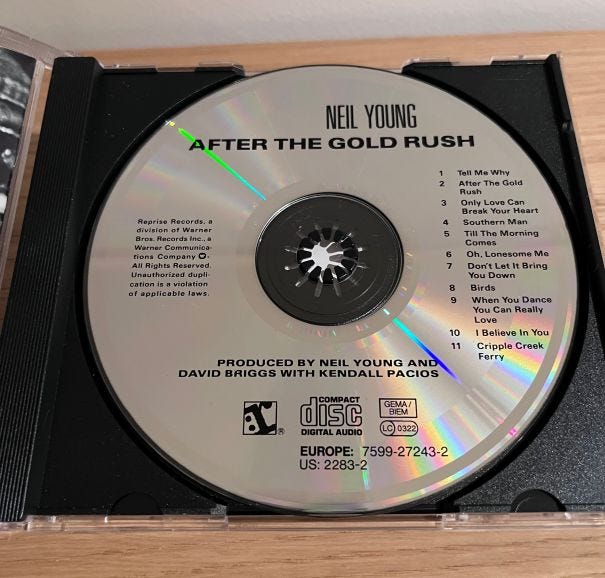 NEIL YOUNG
AFTER THE GOLD RUSH
1 Tell Me Why
2 After The Gold
Rush
3 Only Love Can
Break Your Heart
4 Southern Man
5 Till The Morning
Comes
6 Oh, Lonesome Me
7 Don't Let It Bring
You Down
8 Birds
9 When You Dance
You Can Really
Love
10 I Believe In You
11 Cripple Creek
Ferry
Reprise Records, a
division of Warner
Bros. Records Inc., a
Warner Communica-
tions Company
All Rights Reserved.
Unauthorized dupli-
cation is a violation
of applicable laws.
PRODUCED BY NEIL YOUNG AND
DAVID BRIGGS WITH KENDALL PACIOS
r ®
COMPACT
disc
DIGITAL AUDIO
GEMA/
BIEM
LC 0322
EUROPE: 7599-27243-2
US: 2283-2